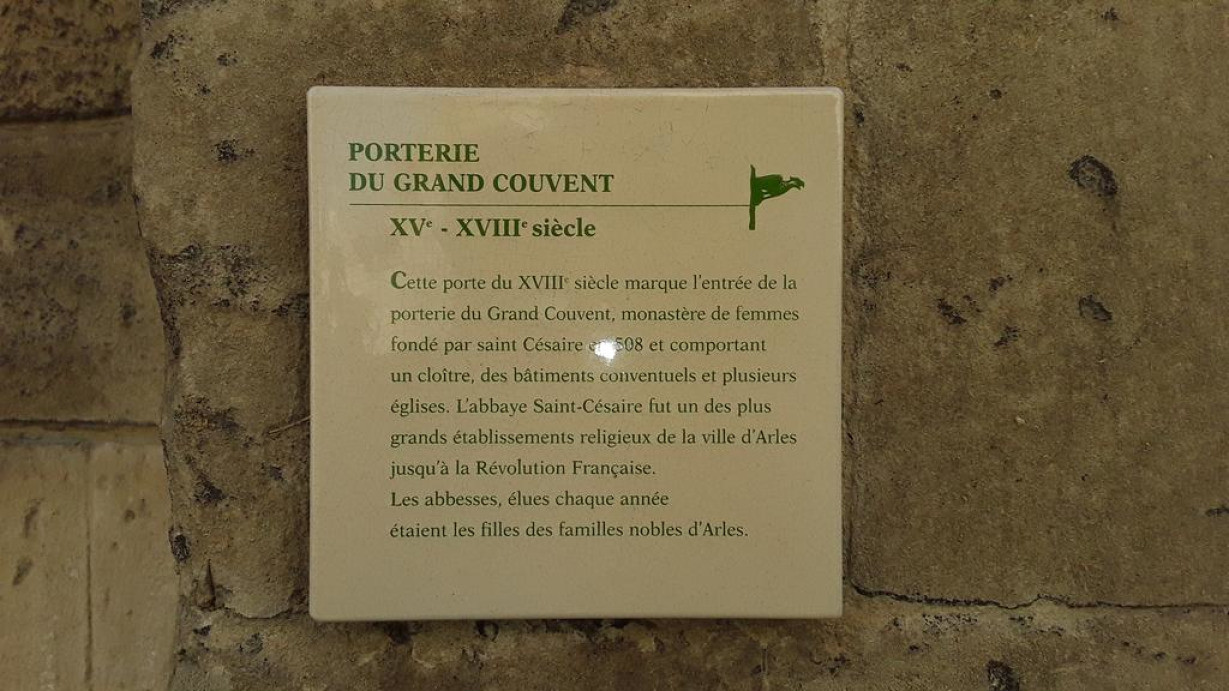 PORTERIE
DU GRAND COUVENT
XVe - XVIIIe siècle
Cette porte du XVIIIe siècle marque l'entrée de la
porterie du Grand Couvent, monastère de femmes
fondé par saint Césaire en 508 et comportant
un cloître, des bâtiments conventuels et plusieurs
églises. L'abbaye Saint-Césaire fut un des plus
grands établissements religieux de la ville d'Arles
jusqu'à la Révolution Française.
Les abbesses, élues chaque année
étaient les filles des familles nobles d'Arles.